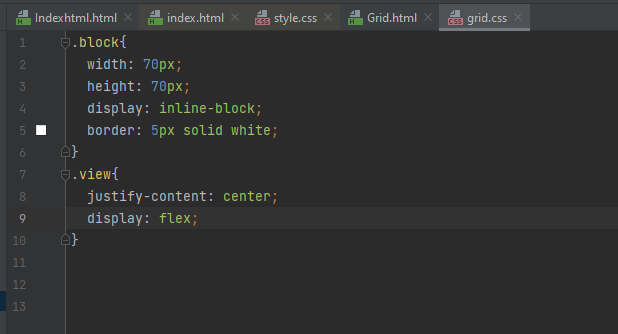 Indexhtml.html index.html style.css Grid.html grid.css
1 .block{
2 width: 70px;
3 height: 70px;
4 display: inline-block;
5 border: 5px solid white;
6 }
7 .view{
8 justify-content: center;
9 display: flex;
10 }
11
12
13